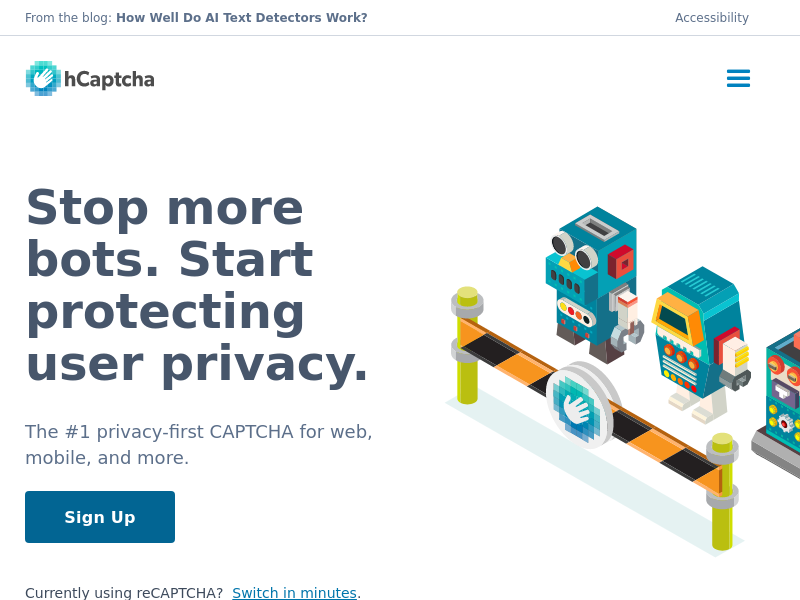 From the blog: How Well Do AI Text Detectors Work?
Accessibility
hCaptcha
Stop more
bots. Start
protecting
user privacy.
The #1 privacy-first CAPTCHA for web,
mobile, and more.
Sign Up
Currently using reCAPTCHA? Switch in minutes.